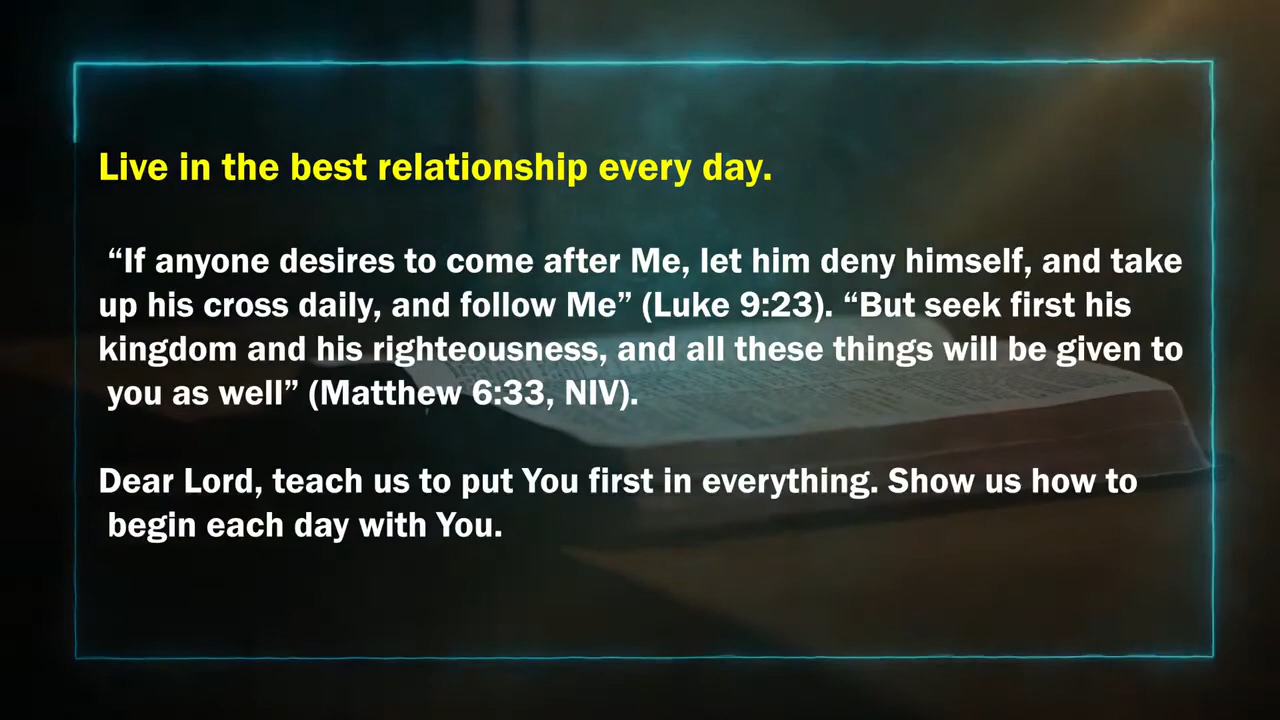 Live in the best relationship every day.
“If anyone desires to come after Me, let him deny himself, and take
up his cross daily, and follow Me” (Luke 9:23). “But seek first his
kingdom and his righteousness, and all these things will be given to
you as well” (Matthew 6:33, NIV).
Dear Lord, teach us to put You first in everything. Show us how to
begin each day with You.